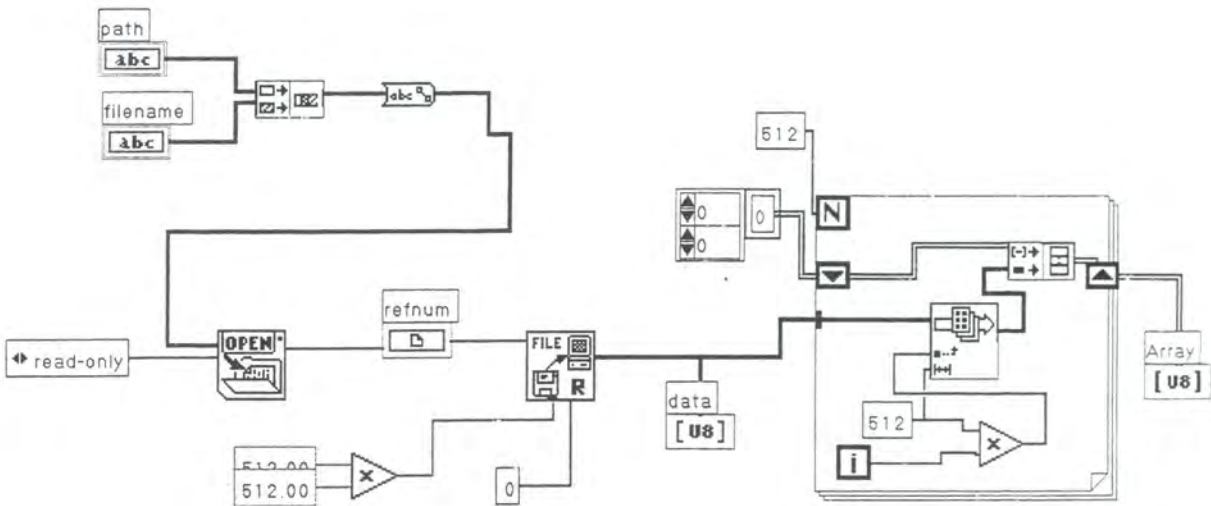 path
abc
filename
abc
abc
512
N
0
0
0
refnum
read-only
OPEN
FILE
R
data
[U8]
Array
[U8]
512
x
i
512.00
512.00
x
0